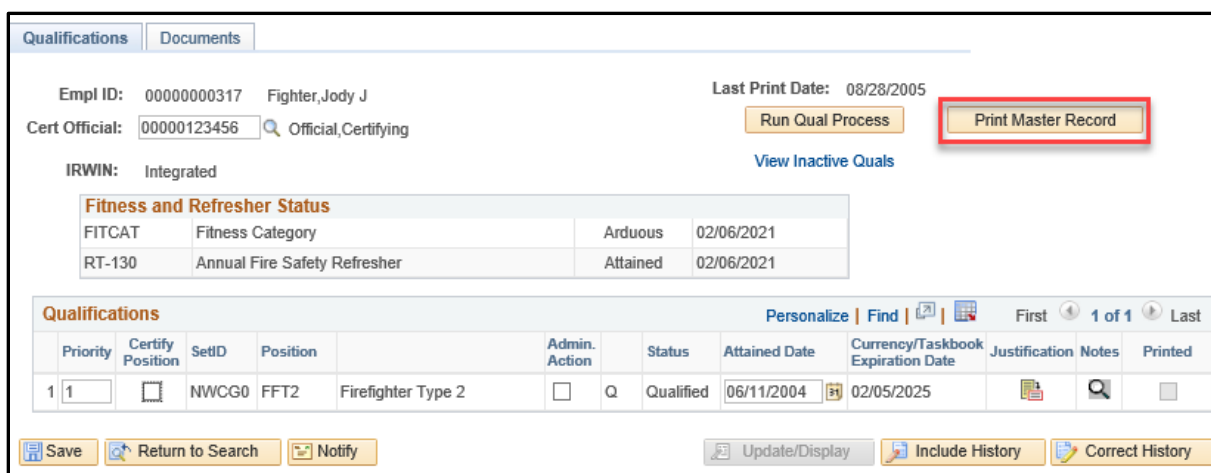 Qualifications Documents
Empl ID: 00000000317 Fighter,Jody J Last Print Date: 08/28/2005
Cert Official: 00000123456 Official,Certifying Run Qual Process Print Master Record
IRWIN: Integrated View Inactive Quals
Fitness and Refresher Status
FITCAT Fitness Category Arduous 02/06/2021
RT-130 Annual Fire Safety Refresher Attained 02/06/2021
Qualifications Personalize | Find | | First 1 of 1 Last
Priority Certify Position SetID Position Admin. Action Status Attained Date Currency/Taskbook Expiration Date Justification Notes Printed
1 1 NWCG0 FFT2 Firefighter Type 2 Q Qualified 06/11/2004 31 02/05/2025
Save Return to Search Notify Update/Display Include History Correct History